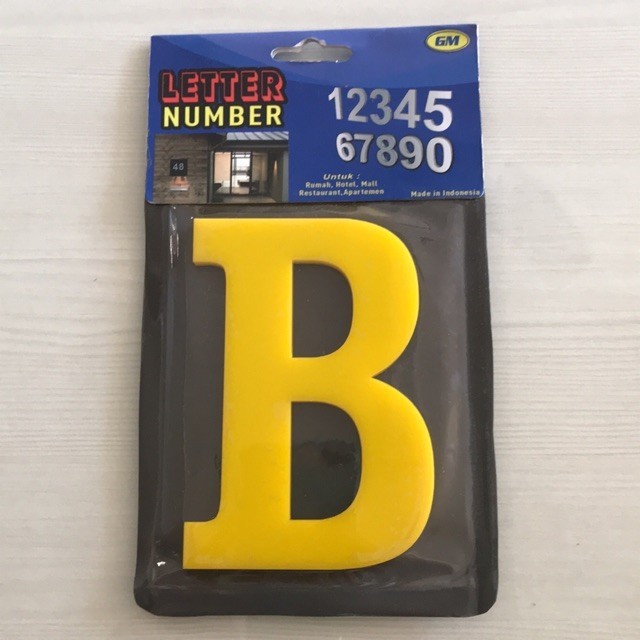 GM
LETTER
NUMBER
12345
67890
48
Untuk :
Rumah, Hotel, Mall
Restaurant,Apartemen
Made in Indonesia
B